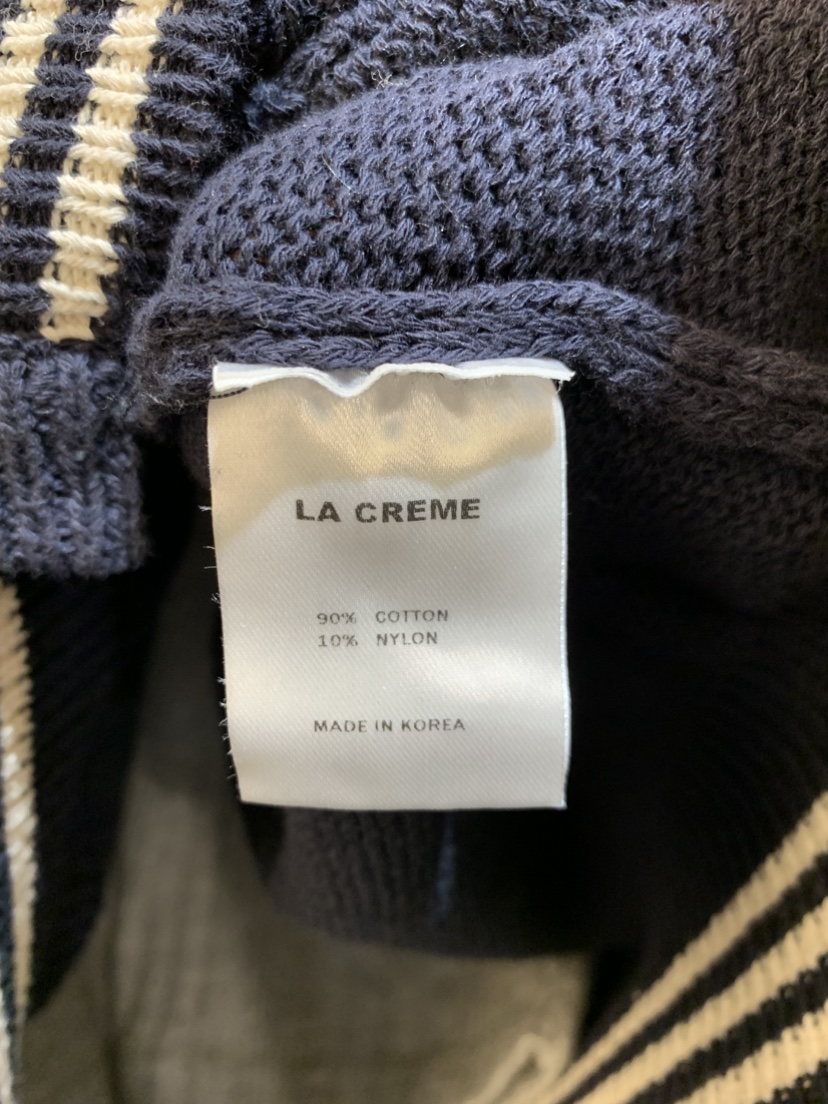 LA CREME
90% COTTON
10% NYLON
MADE IN KOREA